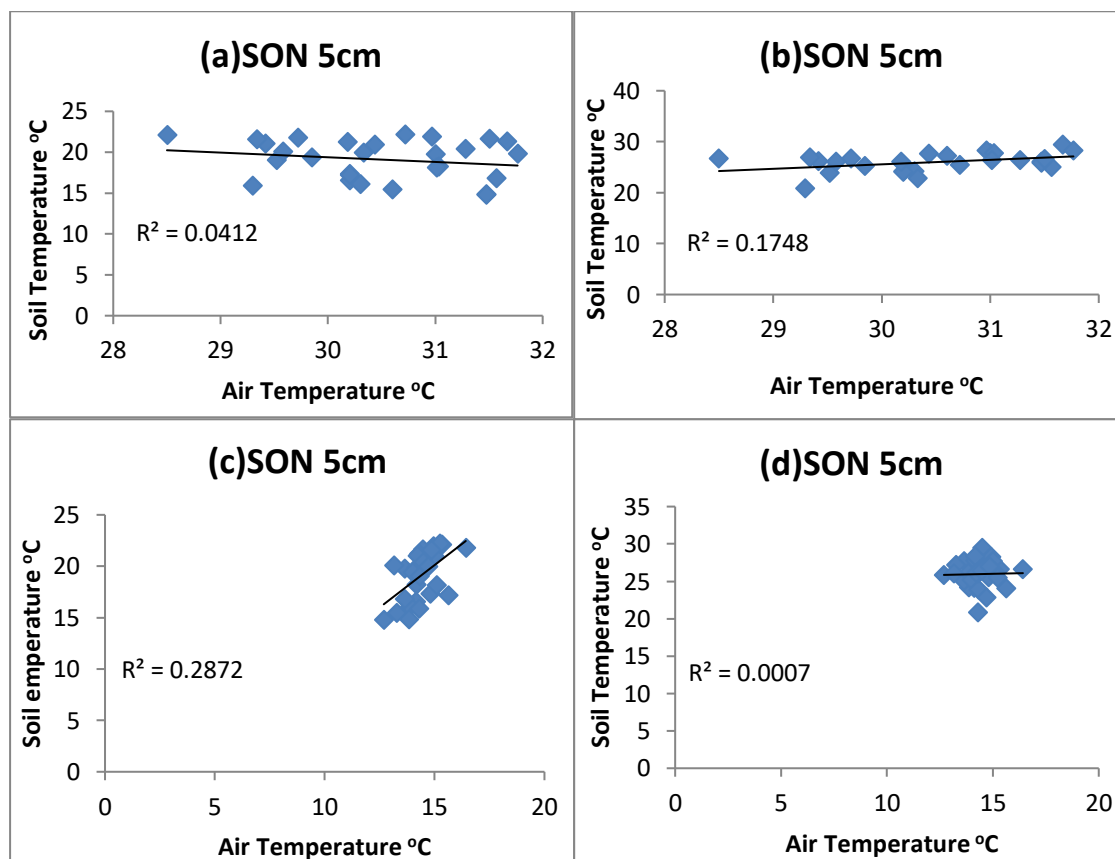 (a)SON 5cm
Soil Temperature ºC
25
20
15
10
5
0
R² = 0.0412
28 29 30 31 32
Air Temperature ºC
(b)SON 5cm
Soil Temperature ºC
40
30
20
10
0
R² = 0.1748
28 29 30 31 32
Air Temperature ºC
(c)SON 5cm
Soil emperature ºC
25
20
15
10
5
0
R² = 0.2872
0 5 10 15 20
Air Temperature ºC
(d)SON 5cm
Soil Temperature ºC
35
30
25
20
15
10
5
0
R² = 0.0007
0 5 10 15 20
Air Temperature ºC